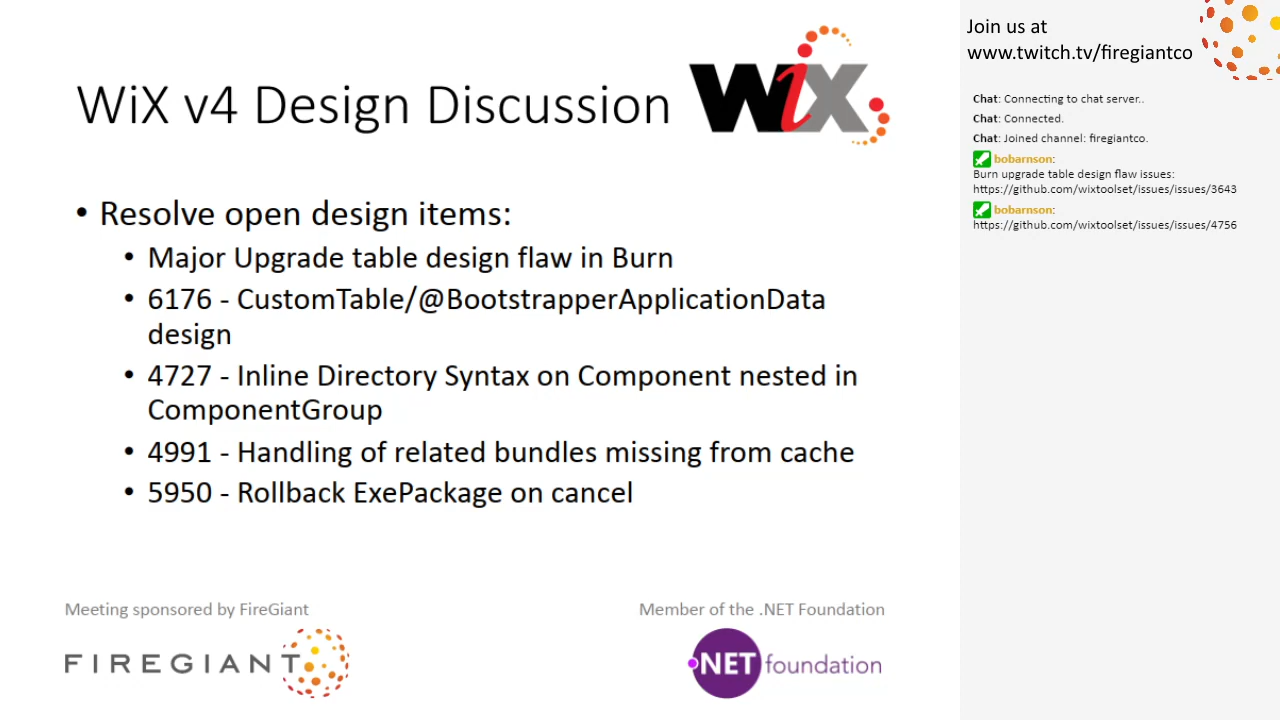 WiX v4 Design Discussion
WiX
• Resolve open design items:
• Major Upgrade table design flaw in Burn
• 6176 - CustomTable/@BootstrapperApplicationData
design
• 4727 - Inline Directory Syntax on Component nested in
ComponentGroup
• 4991 - Handling of related bundles missing from cache
• 5950 - Rollback ExePackage on cancel
Meeting sponsored by FireGiant
FIREGIANT
Member of the .NET Foundation
.NET foundation
Join us at
www.twitch.tv/firegiantco
Chat: Connecting to chat server..
Chat: Connected.
Chat: Joined channel: firegiantco.
bobarnson:
Burn upgrade table design flaw issues:
https://github.com/wixtoolset/issues/issues/3643
bobarnson:
https://github.com/wixtoolset/issues/issues/4756